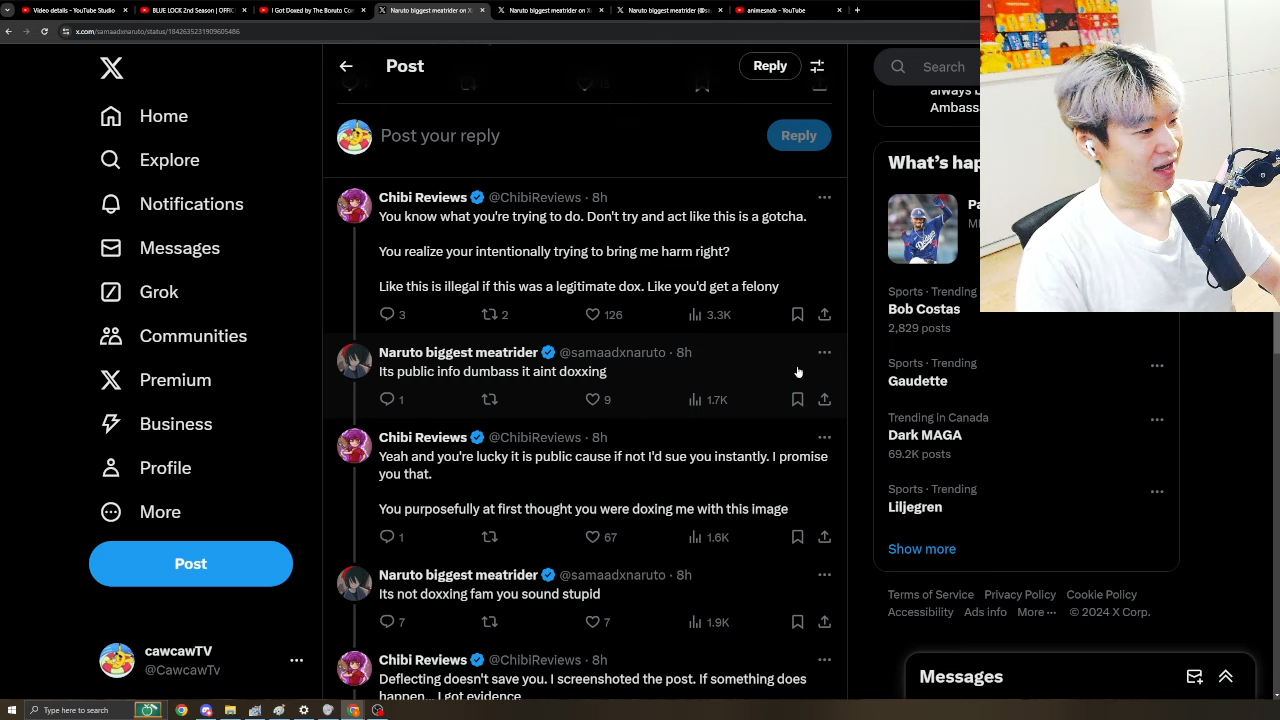 Video details - YouTube Studio
BLUE LOCK 2nd Season | OFFIC
I Got Doxed by The Boruto Co
Naruto biggest meatrider on X
Naruto biggest meatrider on X
Naruto biggest meatrider (@sa
animesnob - YouTube
x.com/samaadxnaruto/status/1842635231909605486
Home
Explore
Notifications
Messages
Grok
Communities
Premium
Business
Profile
More
Post
cawcawTV
@CawcawTv
Post
Reply
Post your reply
Reply
Chibi Reviews @ChibiReviews · 8h
You know what you're trying to do. Don't try and act like this is a gotcha.
You realize your intentionally trying to bring me harm right?
Like this is illegal if this was a legitimate dox. Like you'd get a felony
3 2 126 3.3K
Naruto biggest meatrider @samaadxnaruto · 8h
Its public info dumbass it aint doxxing
1 9 1.7K
Chibi Reviews @ChibiReviews · 8h
Yeah and you're lucky it is public cause if not I'd sue you instantly. I promise
you that.
You purposefully at first thought you were doxing me with this image
1 67 1.6K
Naruto biggest meatrider @samaadxnaruto · 8h
Its not doxxing fam you sound stupid
7 7 1.9K
Chibi Reviews @ChibiReviews · 8h
Deflecting doesn't save you. I screenshoted the post. If something does
happen... I got evidence
Search
always b
Ambass
What's hap
Pa
Sports · Trending
Bob Costas
2,829 posts
Sports · Trending
Gaudette
Trending in Canada
Dark MAGA
69.2K posts
Sports · Trending
Liljegren
Show more
Terms of Service Privacy Policy Cookie Policy
Accessibility Ads info More ··· © 2024 X Corp.
Messages
Type here to search